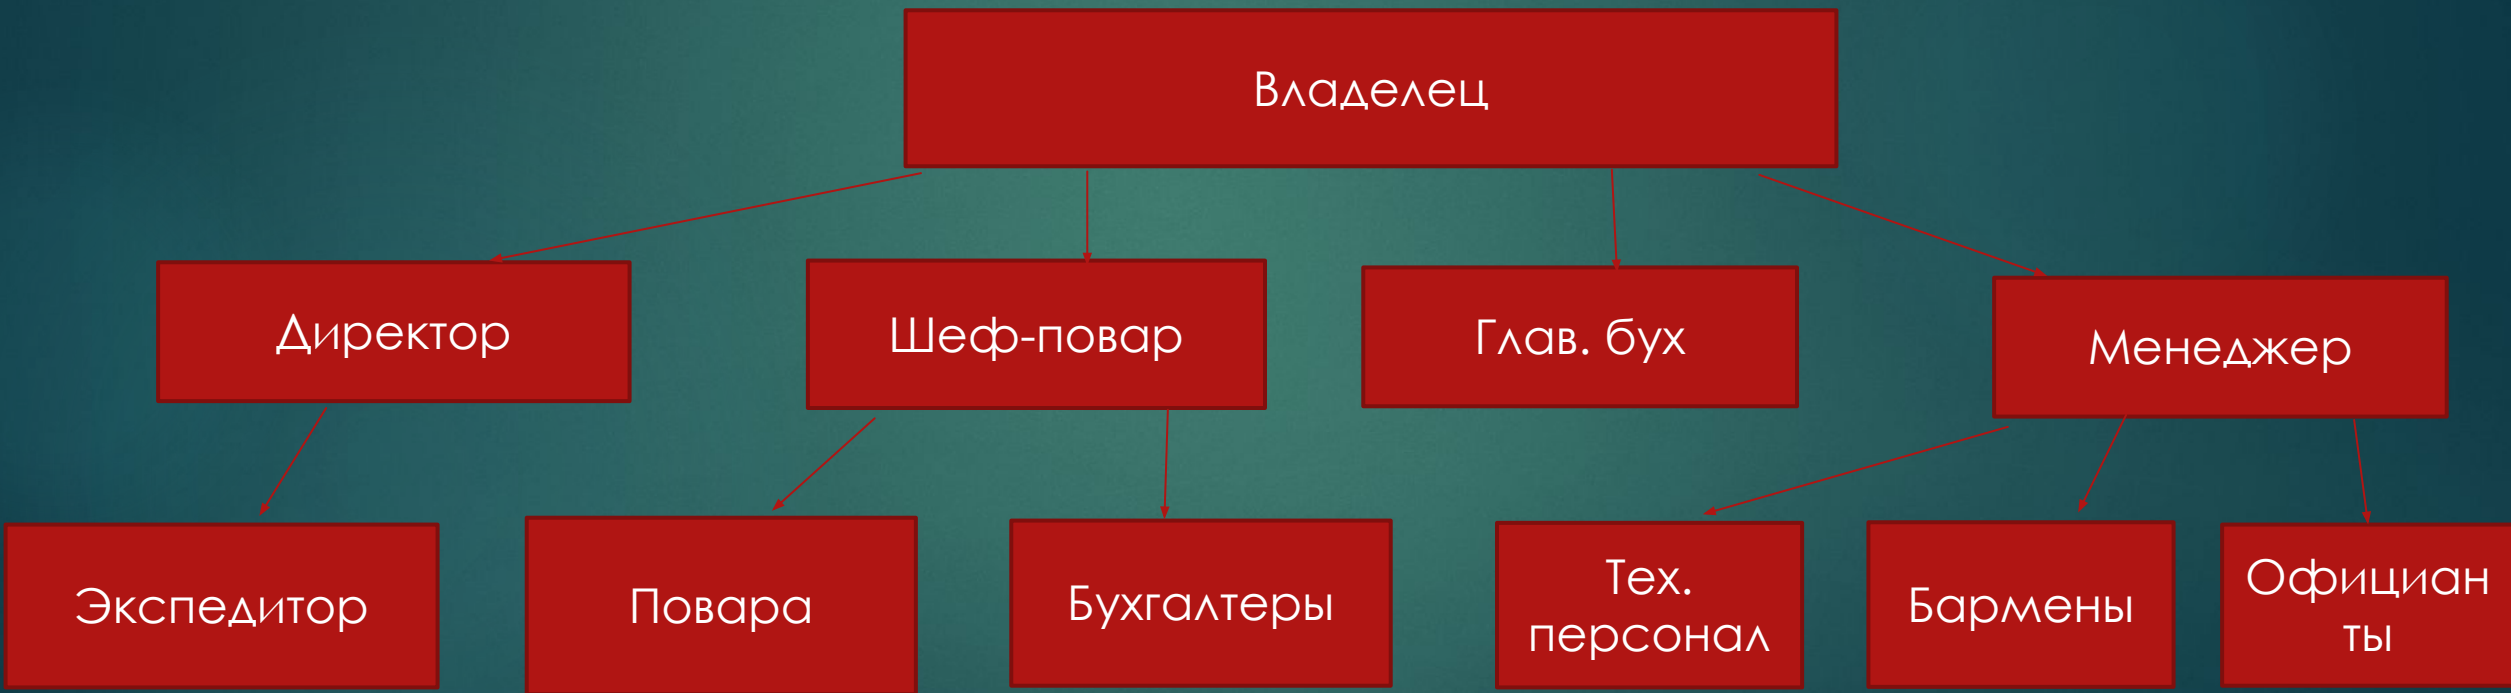 Владелец
Директор
Шеф-повар
Глав. бух
Менеджер
Экспедитор
Повара
Бухгалтеры
Тех.
персонал
Бармены
Официан
ты